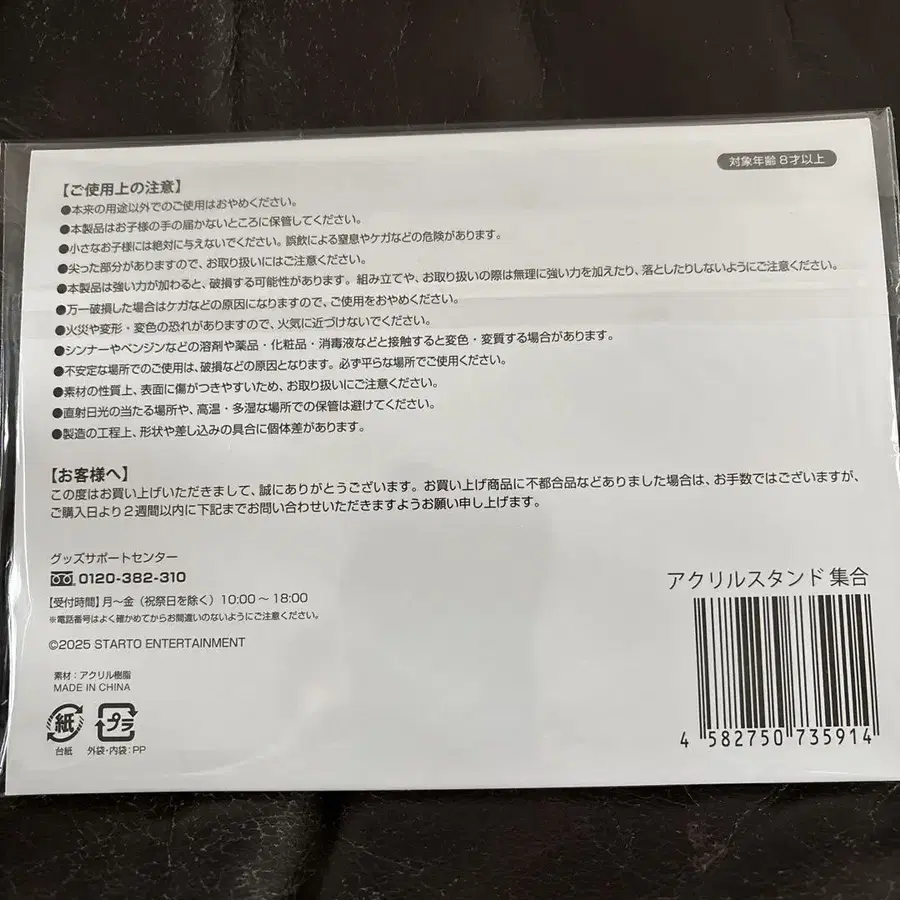 対象年齢 8才以上
【ご使用上の注意】
●本来の用途以外でのご使用はおやめください。
●本製品はお子様の手の届かないところに保管してください。
●小さなお子様には絶対に与えないでください。誤飲による窒息やケガなどの危険があります。
●尖った部分がありますので、お取り扱いにはご注意ください。
●本製品は強い力が加わると、破損する可能性があります。組み立てや、お取り扱いの際は無理に強い力を加えたり、落としたりしないようにご注意ください。
●万一破損した場合はケガなどの原因になりますので、ご使用をおやめください。
●火災や変形・変色の恐れがありますので、火気に近づけないでください。
●シンナーやベンジンなどの溶剤や薬品・化粧品・消毒液などと接触すると変色・変質する場合があります。
●不安定な場所でのご使用は、破損などの原因となります。必ず平らな場所でご使用ください。
●素材の性質上、表面に傷がつきやすいため、お取り扱いにご注意ください。
●直射日光の当たる場所や、高温・多湿な場所での保管は避けてください。
●製造の工程上、形状や差し込みの具合に個体差があります。
【お客様へ】
この度はお買い上げいただきまして、誠にありがとうございます。お買い上げ商品に不都合品などありました場合は、お手数ではございますが、
ご購入日より2週間以内に下記までお問い合わせいただきますようお願い申し上げます。
グッズサポートセンター
0120-382-310
【受付時間】月〜金（祝祭日を除く）10:00〜18:00
※電話番号はよく確かめてからお間違いのないようにご注意ください。
©2025 STARTO ENTERTAINMENT
素材：アクリル樹脂
MADE IN CHINA
紙
プラ
台紙
外袋・内袋：PP
アクリルスタンド 集合
4 582750 735914